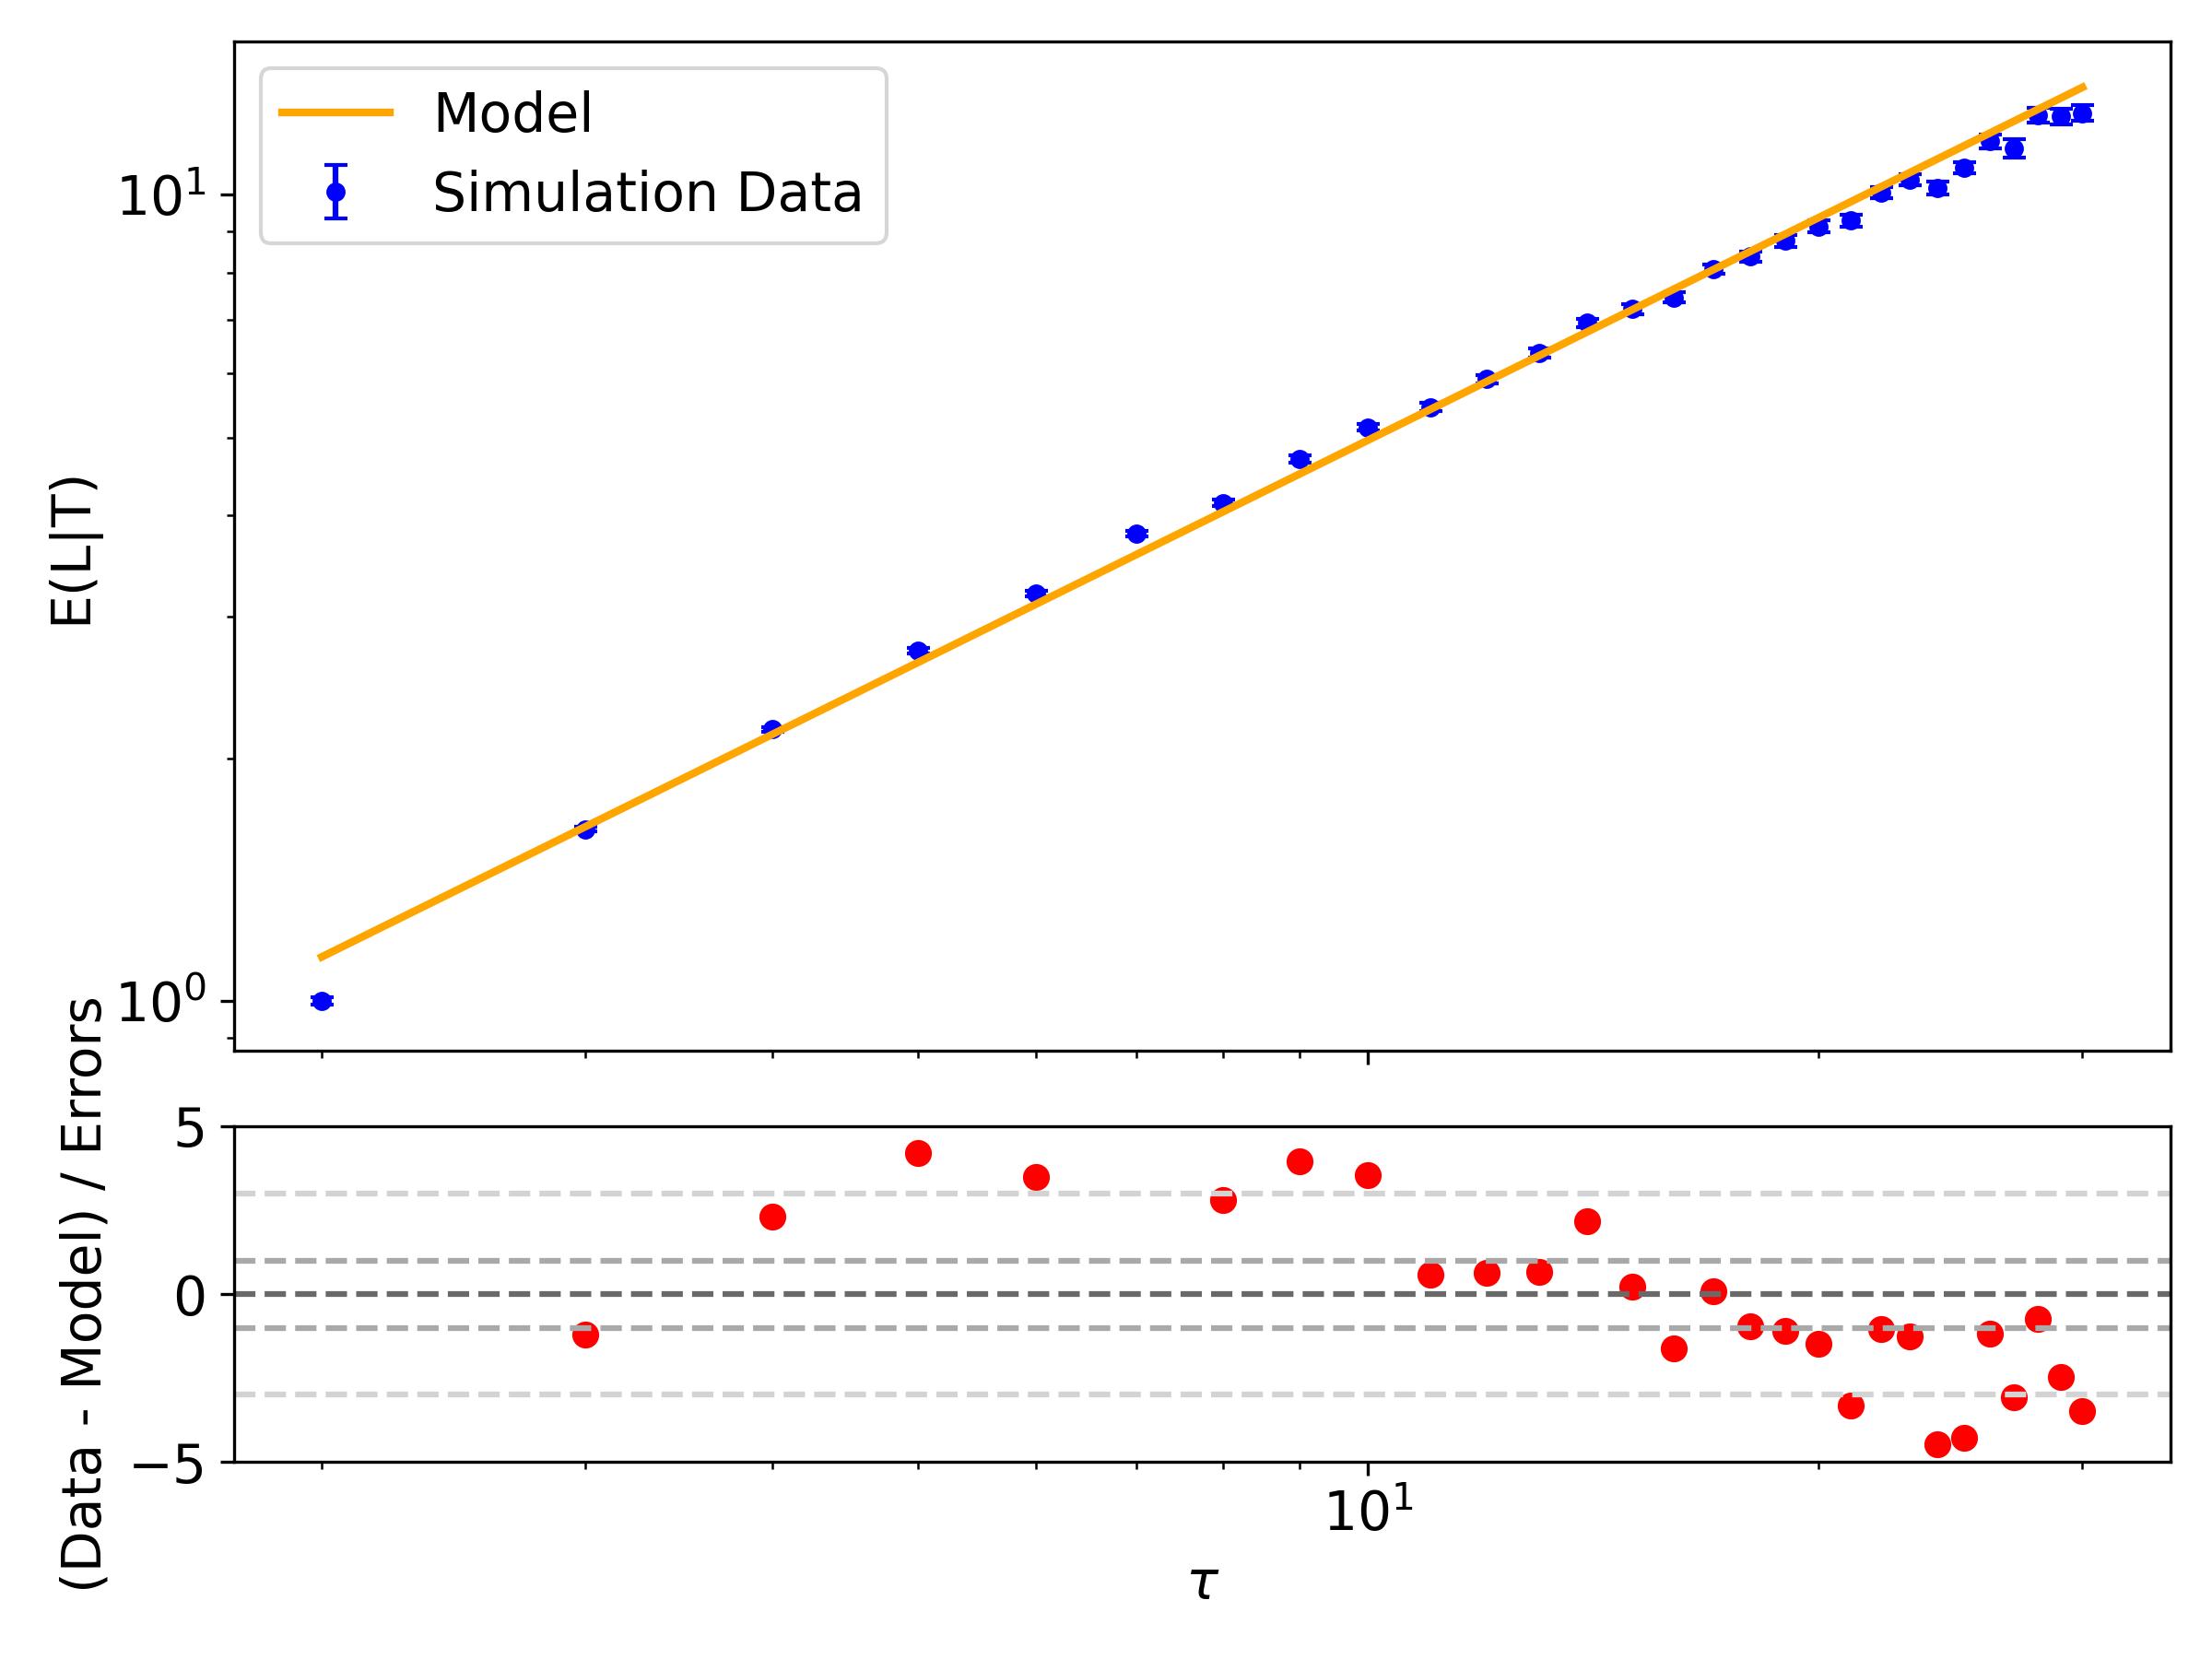 Model
Simulation Data
10¹
10⁰
E(L|T)
5
0
−5
(Data - Model) / Errors
10¹
τ